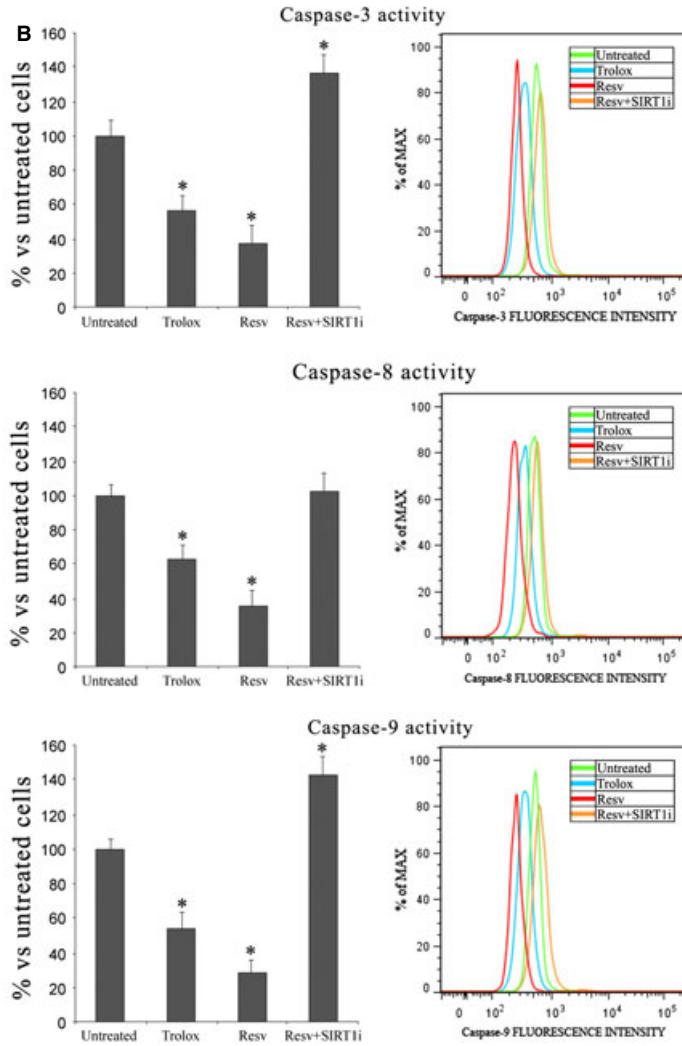 B
Caspase-3 activity
% vs untreated cells
160
140
120
100
80
60
40
20
0
*
*
*
Untreated Trolox Resv Resv+SIRT1i
% of MAX
100
80
60
40
20
0
Untreated
Trolox
Resv
Resv+SIRT1i
0 10² 10³ 10⁴ 10⁵
Caspase-3 FLUORESCENCE INTENSITY
Caspase-8 activity
% vs untreated cells
160
140
120
100
80
60
40
20
0
*
*
Untreated Trolox Resv Resv+SIRT1i
% of MAX
100
80
60
40
20
0
Untreated
Trolox
Resv
Resv+SIRT1i
0 10² 10³ 10⁴ 10⁵
Caspase-8 FLUORESCENCE INTENSITY
Caspase-9 activity
% vs untreated cells
160
140
120
100
80
60
40
20
0
*
*
*
Untreated Trolox Resv Resv+SIRT1i
% of MAX
100
80
60
40
20
0
Untreated
Trolox
Resv
Resv+SIRT1i
0 10² 10³ 10⁴ 10⁵
Caspase-9 FLUORESCENCE INTENSITY